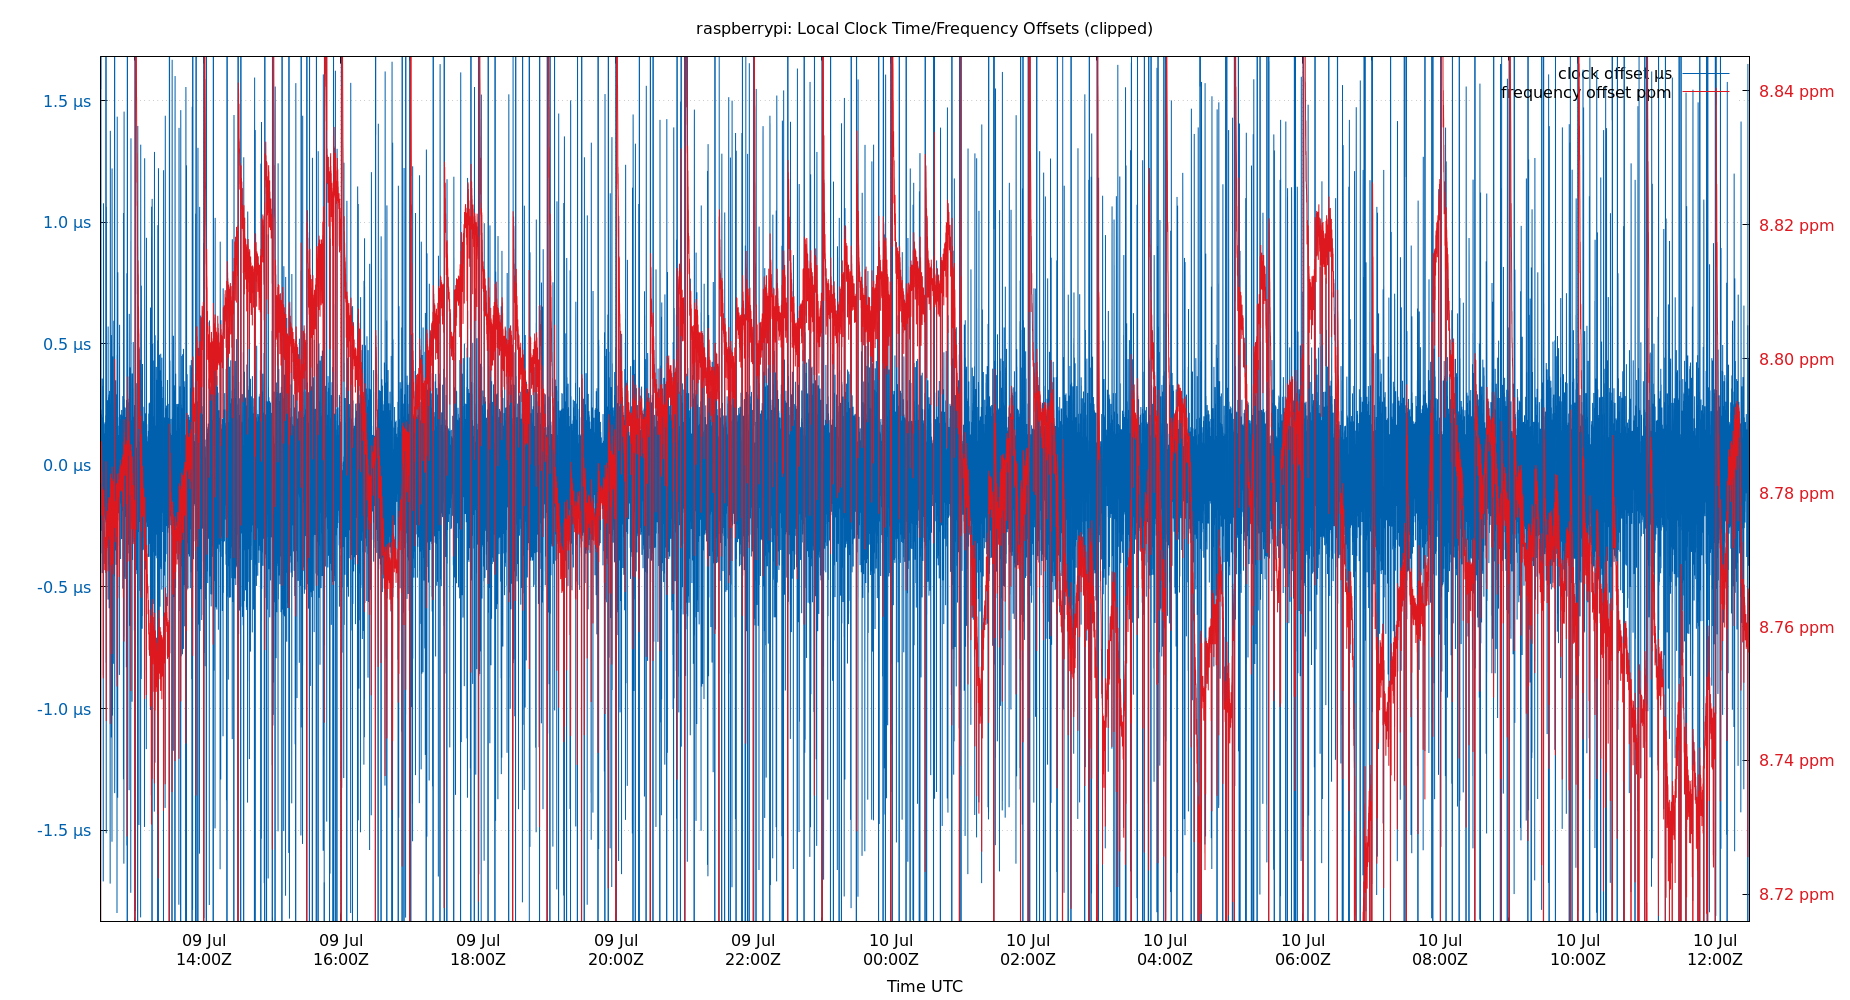 raspberrypi: Local Clock Time/Frequency Offsets (clipped)
clock offset µs
frequency offset ppm
1.5 µs
1.0 µs
0.5 µs
0.0 µs
-0.5 µs
-1.0 µs
-1.5 µs
8.84 ppm
8.82 ppm
8.80 ppm
8.78 ppm
8.76 ppm
8.74 ppm
8.72 ppm
09 Jul 09 Jul 09 Jul 09 Jul 09 Jul 10 Jul 10 Jul 10 Jul 10 Jul 10 Jul 10 Jul 10 Jul
14:00Z 16:00Z 18:00Z 20:00Z 22:00Z 00:00Z 02:00Z 04:00Z 06:00Z 08:00Z 10:00Z 12:00Z
Time UTC